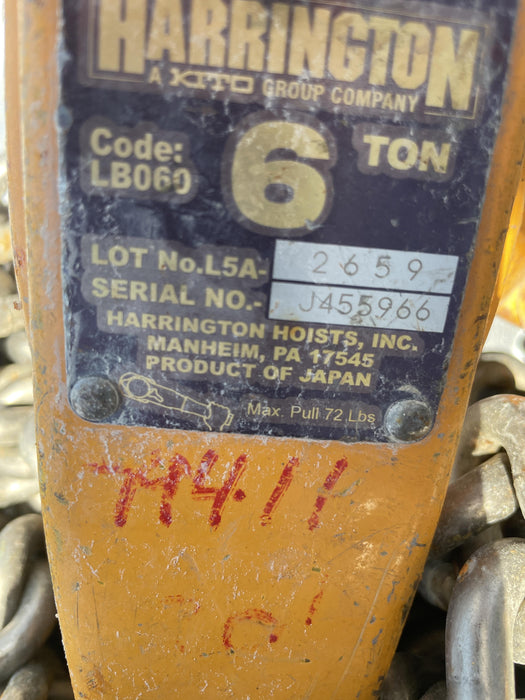 HARRINGTON
A KITO GROUP COMPANY
Code:
LB060
6 TON
LOT No.L5A- 2659
SERIAL NO.- J455966
HARRINGTON HOISTS, INC.
MANHEIM, PA 17545
PRODUCT OF JAPAN
Max. Pull 72 Lbs